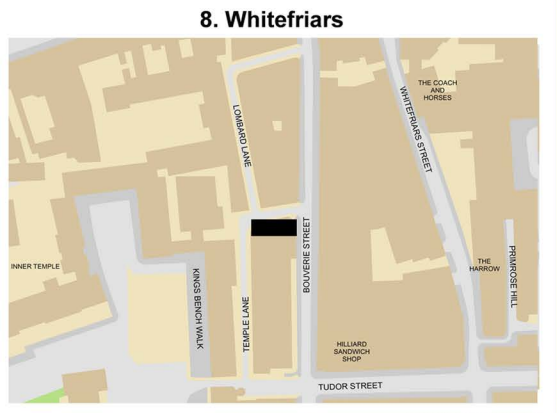 8. Whitefriars
THE COACH
AND
HORSES
WHITEFRIARS STREET
LOMBARD LANE
BOUVERIE STREET
INNER TEMPLE
KINGS BENCH WALK
TEMPLE LANE
THE
HARROW
PRIMROSE HILL
HILLIARD
SANDWICH
SHOP
TUDOR STREET